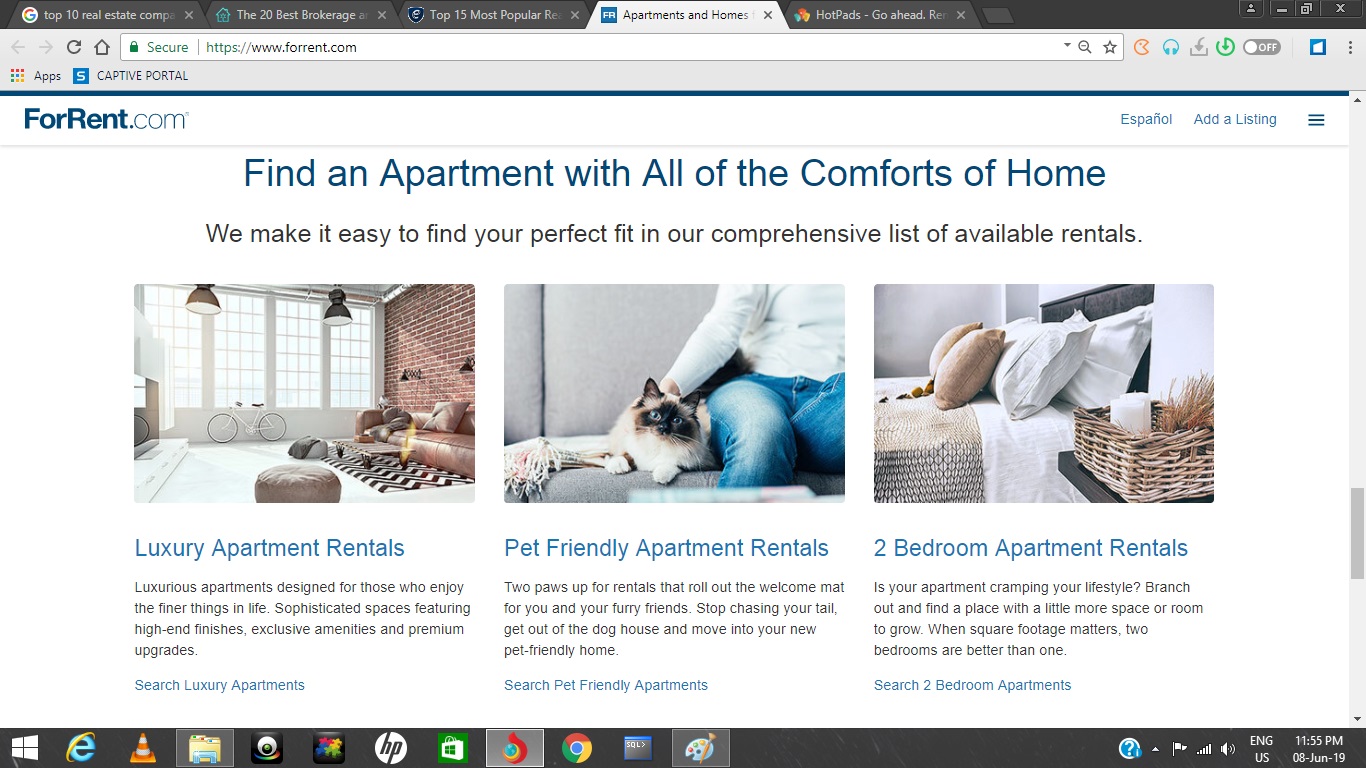 top 10 real estate compa
The 20 Best Brokerage a
Top 15 Most Popular Rea
FR Apartments and Homes f
HotPads - Go ahead. Ren
Secure https://www.forrent.com
OFF
Apps
S CAPTIVE PORTAL
ForRent.com
Español
Add a Listing
Find an Apartment with All of the Comforts of Home
We make it easy to find your perfect fit in our comprehensive list of available rentals.
Luxury Apartment Rentals
Luxurious apartments designed for those who enjoy
the finer things in life. Sophisticated spaces featuring
high-end finishes, exclusive amenities and premium
upgrades.
Search Luxury Apartments
Pet Friendly Apartment Rentals
Two paws up for rentals that roll out the welcome mat
for you and your furry friends. Stop chasing your tail,
get out of the dog house and move into your new
pet-friendly home.
Search Pet Friendly Apartments
2 Bedroom Apartment Rentals
Is your apartment cramping your lifestyle? Branch
out and find a place with a little more space or room
to grow. When square footage matters, two
bedrooms are better than one.
Search 2 Bedroom Apartments
hp
SQL>
ENG
US
11:55 PM
08-Jun-19